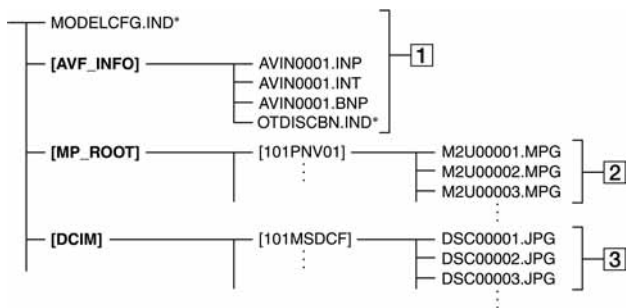 MODELCFG.IND*
[AVF_INFO] AVIN0001.INP
AVIN0001.INT
AVIN0001.BNP
OTDISCBN.IND*
1
[MP_ROOT] [101PNV01] M2U00001.MPG
M2U00002.MPG
M2U00003.MPG
2
[DCIM] [101MSDCF] DSC00001.JPG
DSC00002.JPG
DSC00003.JPG
3